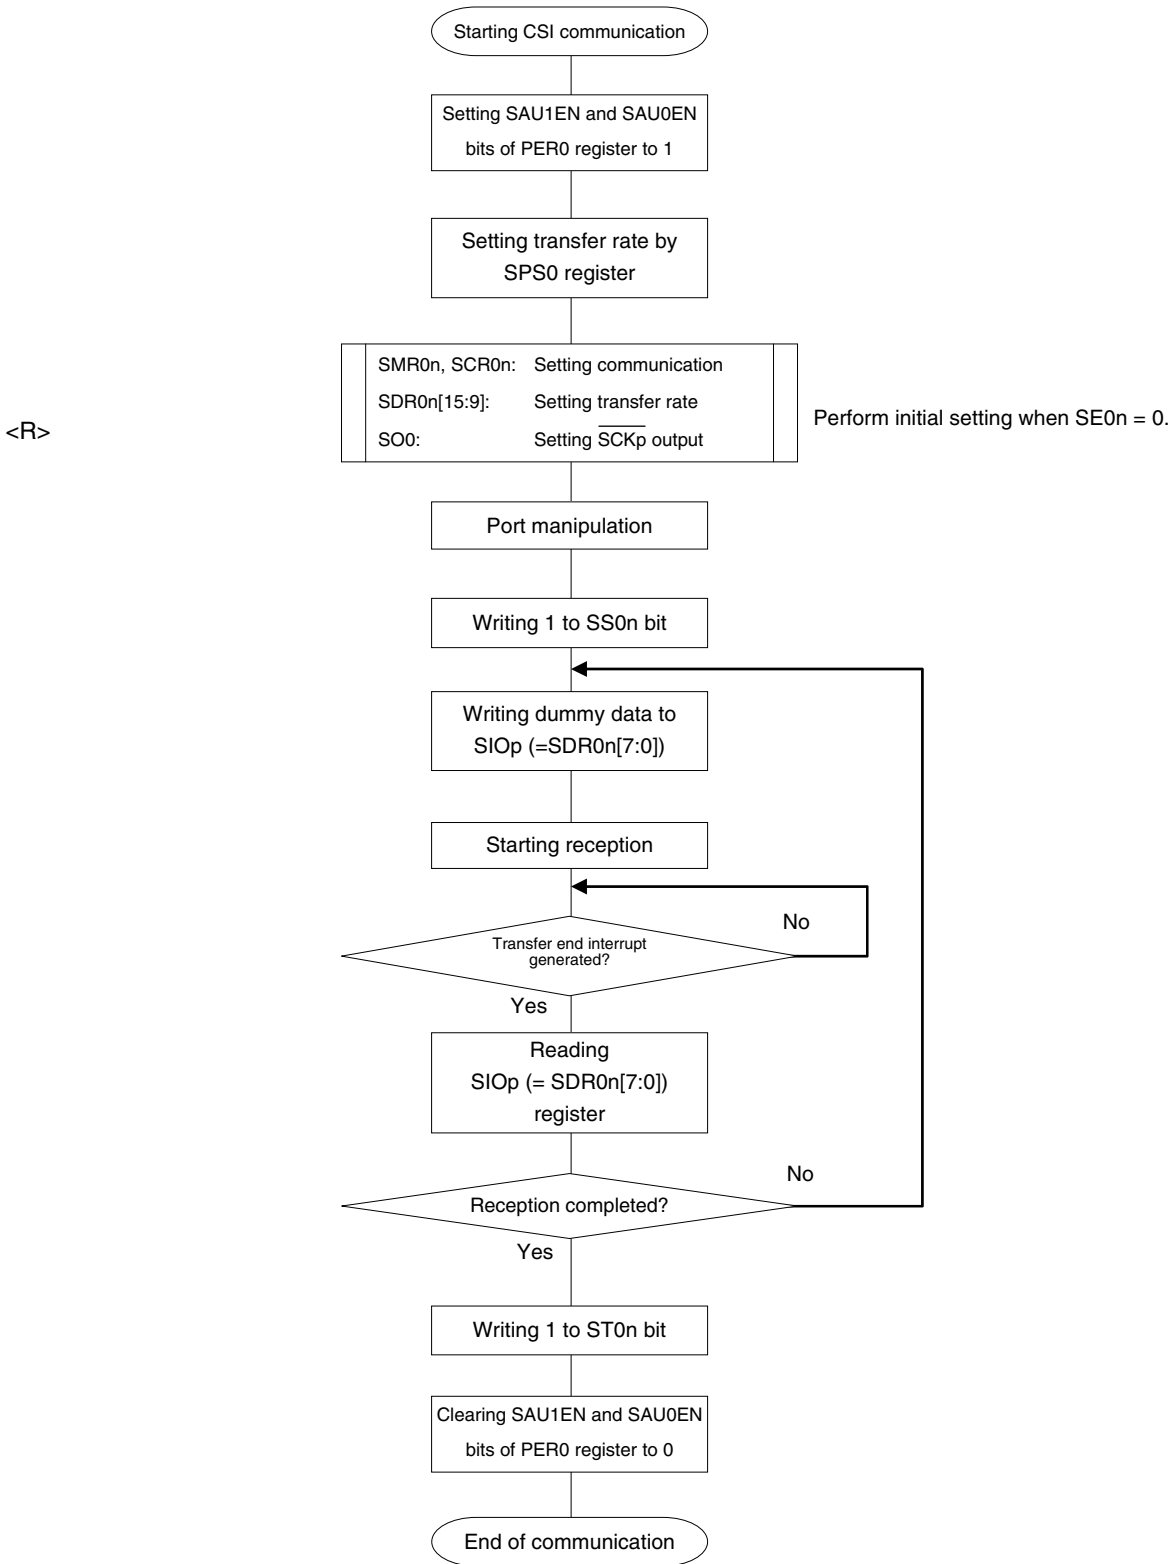 Starting CSI communication
Setting SAU1EN and SAU0EN
bits of PER0 register to 1
Setting transfer rate by
SPS0 register
SMR0n, SCR0n: Setting communication
SDR0n[15:9]: Setting transfer rate
SO0: Setting S̅C̅K̅p̅ output
<R>
Perform initial setting when SE0n = 0.
Port manipulation
Writing 1 to SS0n bit
Writing dummy data to
SIOp (=SDR0n[7:0])
Starting reception
No
Transfer end interrupt
generated?
Yes
Reading
SIOp (= SDR0n[7:0])
register
No
Reception completed?
Yes
Writing 1 to ST0n bit
Clearing SAU1EN and SAU0EN
bits of PER0 register to 0
End of communication